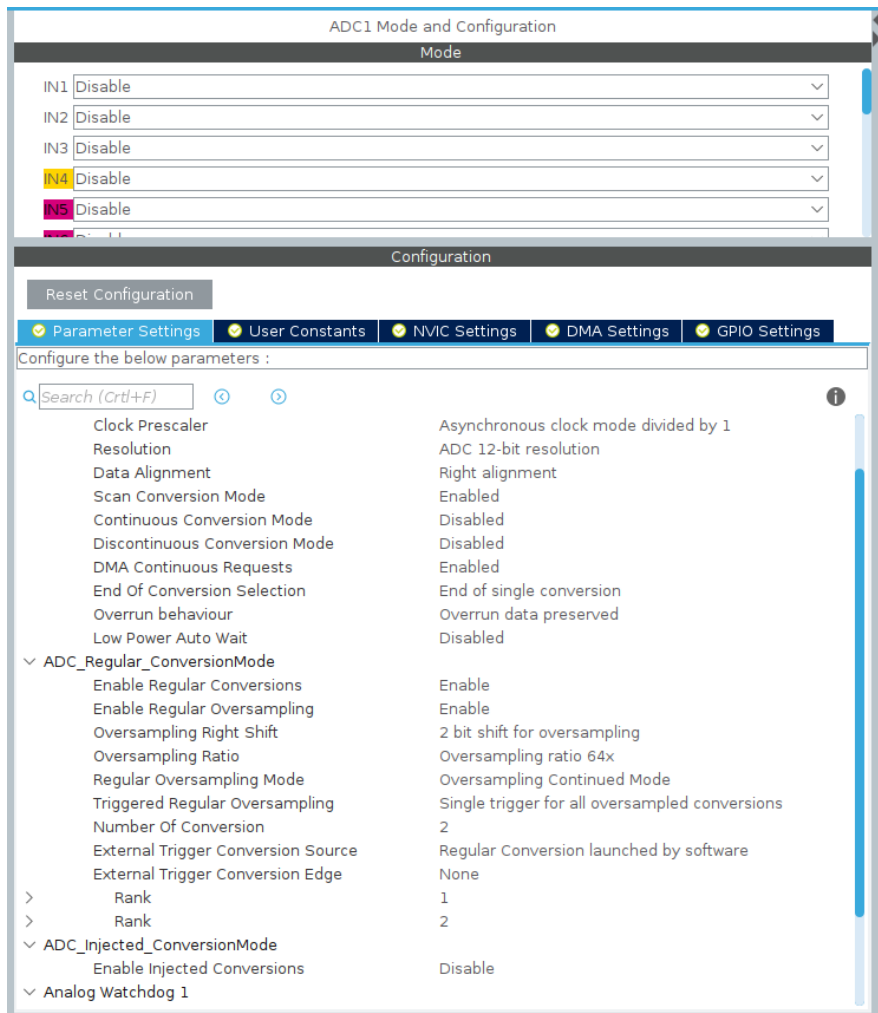 ADC1 Mode and Configuration
Mode
IN1 Disable
IN2 Disable
IN3 Disable
IN4 Disable
IN5 Disable
Configuration
Reset Configuration
Parameter Settings User Constants NVIC Settings DMA Settings GPIO Settings
Configure the below parameters :
Search (Crtl+F)
Clock Prescaler Asynchronous clock mode divided by 1
Resolution ADC 12-bit resolution
Data Alignment Right alignment
Scan Conversion Mode Enabled
Continuous Conversion Mode Disabled
Discontinuous Conversion Mode Disabled
DMA Continuous Requests Enabled
End Of Conversion Selection End of single conversion
Overrun behaviour Overrun data preserved
Low Power Auto Wait Disabled
ADC_Regular_ConversionMode
Enable Regular Conversions Enable
Enable Regular Oversampling Enable
Oversampling Right Shift 2 bit shift for oversampling
Oversampling Ratio Oversampling ratio 64x
Regular Oversampling Mode Oversampling Continued Mode
Triggered Regular Oversampling Single trigger for all oversampled conversions
Number Of Conversion 2
External Trigger Conversion Source Regular Conversion launched by software
External Trigger Conversion Edge None
Rank 1
Rank 2
ADC_Injected_ConversionMode
Enable Injected Conversions Disable
Analog Watchdog 1